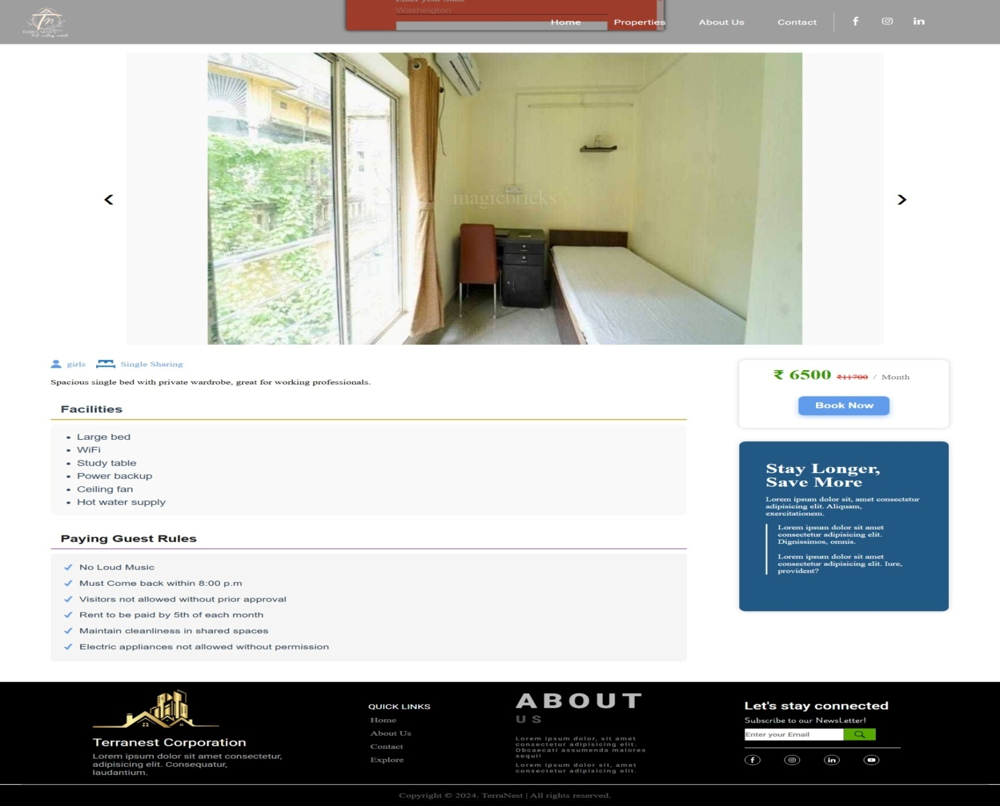 Enter your State
Washington
TERRA NEST
Home
Properties
About Us
Contact
magicbricks
girls
Single Sharing
Spacious single bed with private wardrobe, great for working professionals.
Facilities
Large bed
WiFi
Study table
Power backup
Ceiling fan
Hot water supply
Paying Guest Rules
No Loud Music
Must Come back within 8:00 p.m
Visitors not allowed without prior approval
Rent to be paid by 5th of each month
Maintain cleanliness in shared spaces
Electric appliances not allowed without permission
₹ 6500 ₹11700 / Month
Book Now
Stay Longer,
Save More
Lorem ipsum dolor sit, amet consectetur
adipisicing elit. Aliquam,
exercitationem.
Lorem ipsum dolor sit amet
consectetur adipisicing elit.
Dignissimos, omnis.
Lorem ipsum dolor sit amet
consectetur adipisicing elit. Iure,
provident?
Terranest Corporation
Lorem ipsum dolor sit amet consectetur,
adipisicing elit. Consequatur,
laudantium.
QUICK LINKS
Home
About Us
Contact
Explore
ABOUT
US
Lorem ipsum dolor, sit amet
consectetur adipisicing elit.
Obcaecati assumenda maiores
sequi!
Lorem ipsum dolor sit, amet
consectetur adipisicing elit.
Let's stay connected
Subscribe to our NewsLetter!
Enter your Email
Copyright © 2024. TerraNest | All rights reserved.